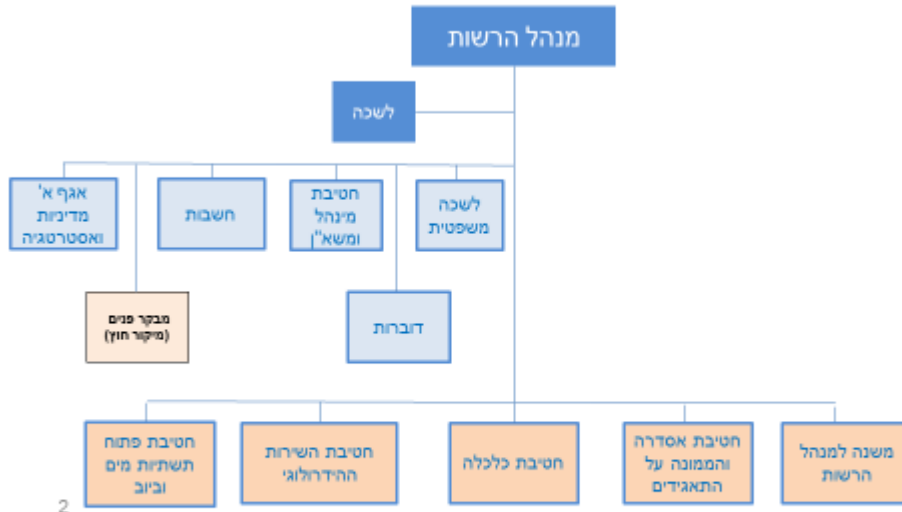 מנהל הרשות
לשכה
לשכה
משפטית
חטיבת
מינהל
ומשא"ן
חשבות
אגף א'
מדיניות
ואסטרטגיה
דוברות
מבקר פנים
(מיקור חוץ)
משנה למנהל
הרשות
חטיבת אסדרה
והממונה על
התאגידים
חטיבת כלכלה
חטיבת השירות
ההידרולוגי
חטיבת פתוח
תשתיות מים
וביוב
2